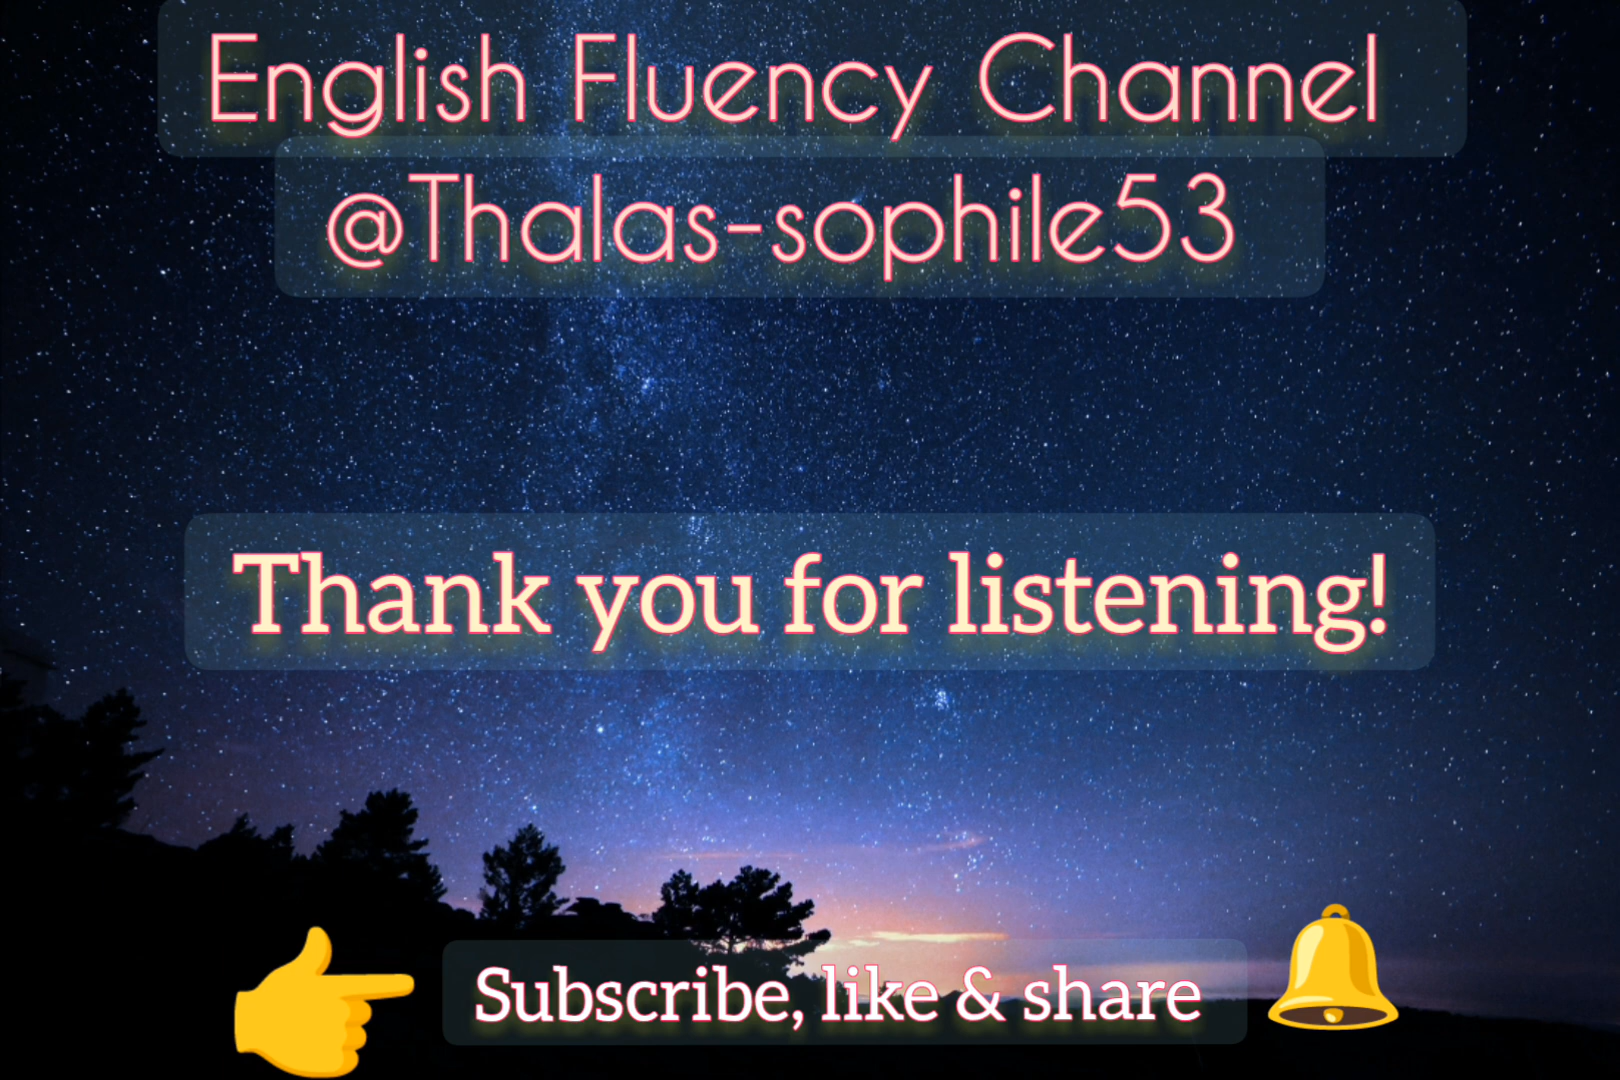 English Fluency Channel
@Thalas-sophile53
Thank you for listening!
Subscribe, like & share